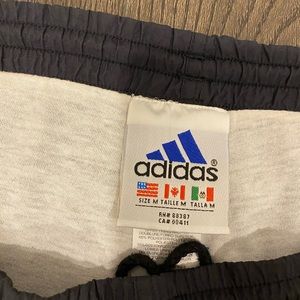 adidas®
SIZE M TAILLE M TALLA M
RN# 88387
CA# 00411